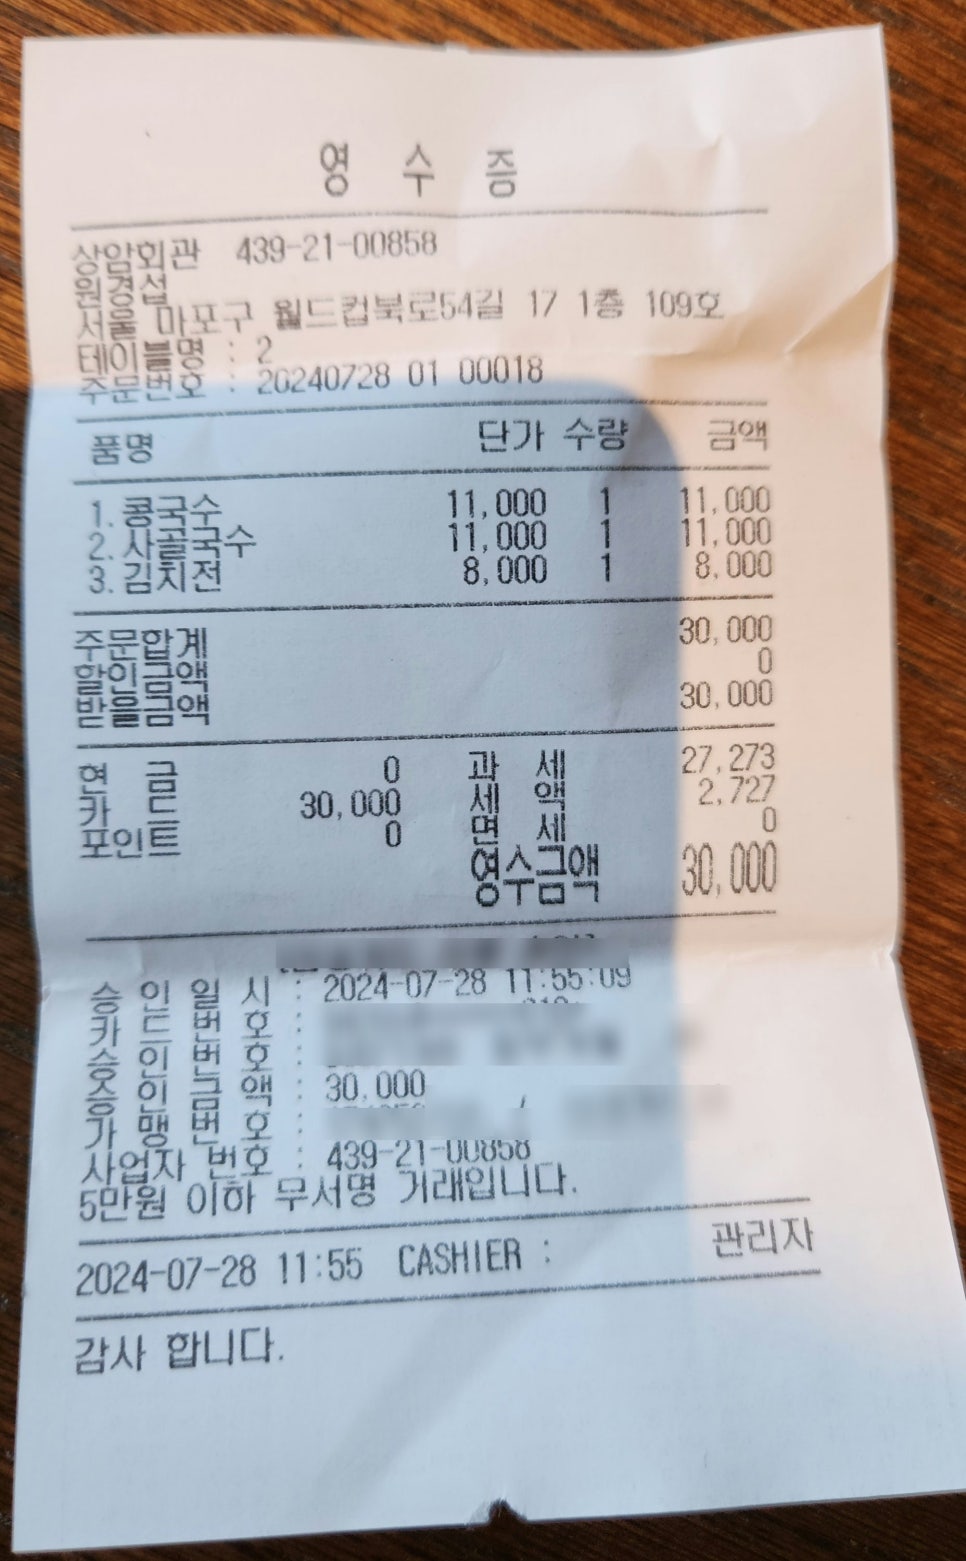 영 수 증
상암회관 439-21-00858
원경섭
서울 마포구 월드컵북로54길 17 1층 109호
테이블명 : 2
주문번호 : 20240728 01 00018
품명 단가 수량 금액
1. 콩국수 11,000 1 11,000
2. 사골국수 11,000 1 11,000
3. 김치전 8,000 1 8,000
주문합계 30,000
할인금액 0
받을금액 30,000
현 금 0 과 세 27,273
카 드 30,000 세 액 2,727
포인트 0 면 세 0
영수금액 30,000
승 인 일 시 : 2024-07-28 11:55:09
카 드 번 호 :
승 인 번 호 :
승 인 금 액 : 30,000
가 맹 번 호 :
사업자 번호 : 439-21-00858
5만원 이하 무서명 거래입니다.
2024-07-28 11:55 CASHIER : 관리자
감사 합니다.